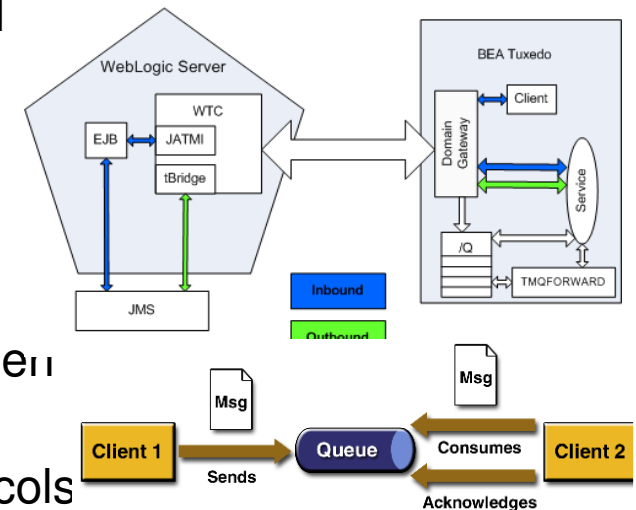 WebLogic Server
WTC
EJB
JATMI
tBridge
JMS
BEA Tuxedo
Client
Domain
Gateway
Service
/Q
TMQFORWARD
Inbound
Outbound
Msg
Msg
Client 1
Sends
Queue
Consumes
Acknowledges
Client 2
cols